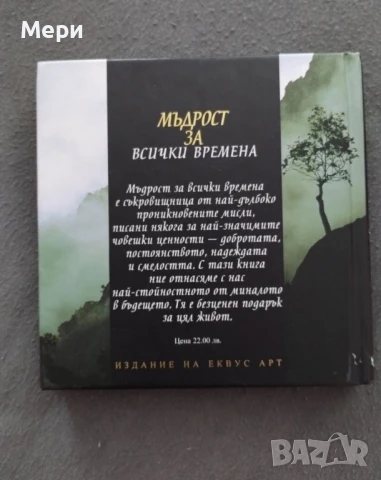 Мери
МЪДРОСТ
ЗА
ВСИЧКИ ВРЕМЕНА
Мъдрост за всички времена
е съкровищница от най-дълбоко
проникновените мисли,
писани някога за най-значимите
човешки ценности — добротата,
постоянството, надеждата
и смелостта. С тази книга
ние отнасяме с нас
най-стойностното от миналото
в бъдещето. Тя е безценен подарък
за цял живот.
Цена 22.00 лв.
ИЗДАНИЕ НА ЕКВУС АРТ
BAZAR